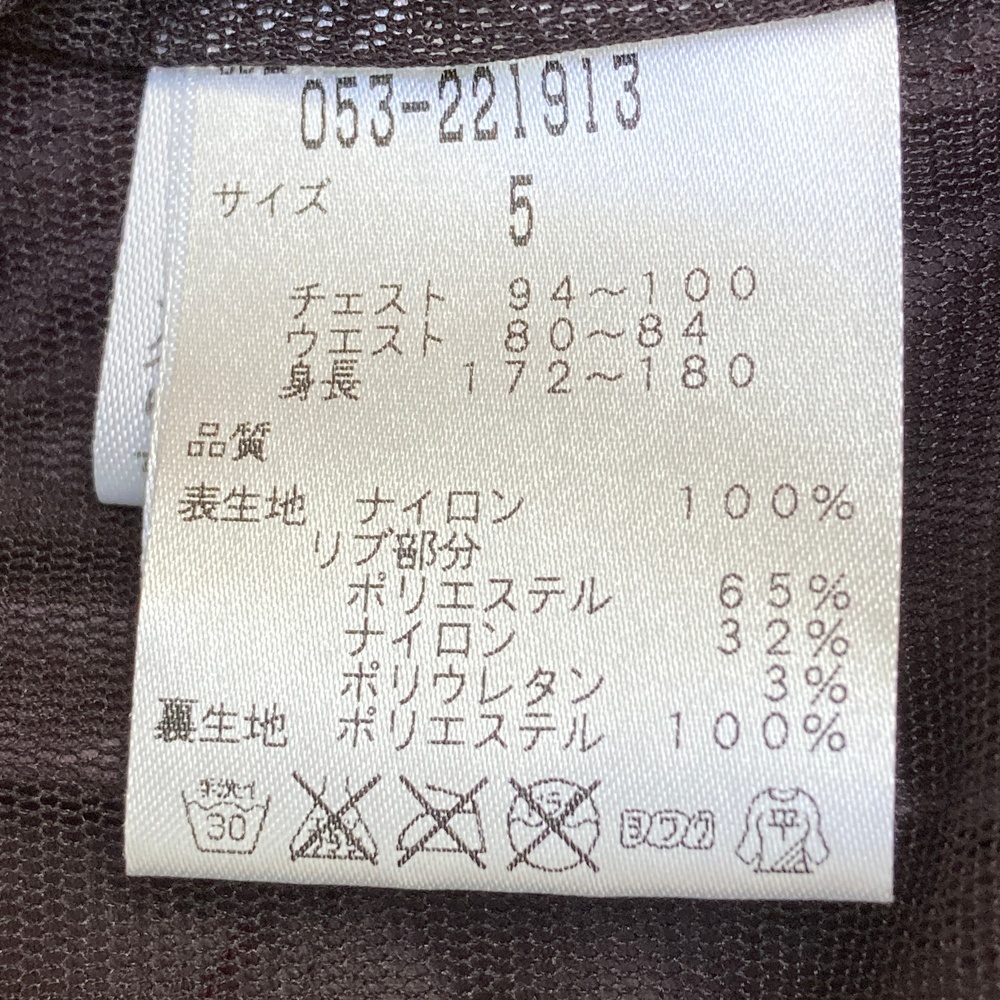 053-221913
サイズ 5
チェスト 94～100
ウエスト 80～84
身長 172～180
品質
表生地 ナイロン 100%
リブ部分
ポリエステル 65%
ナイロン 32%
ポリウレタン 3%
裏生地 ポリエステル 100%
手洗イ 30 ヨワク 平